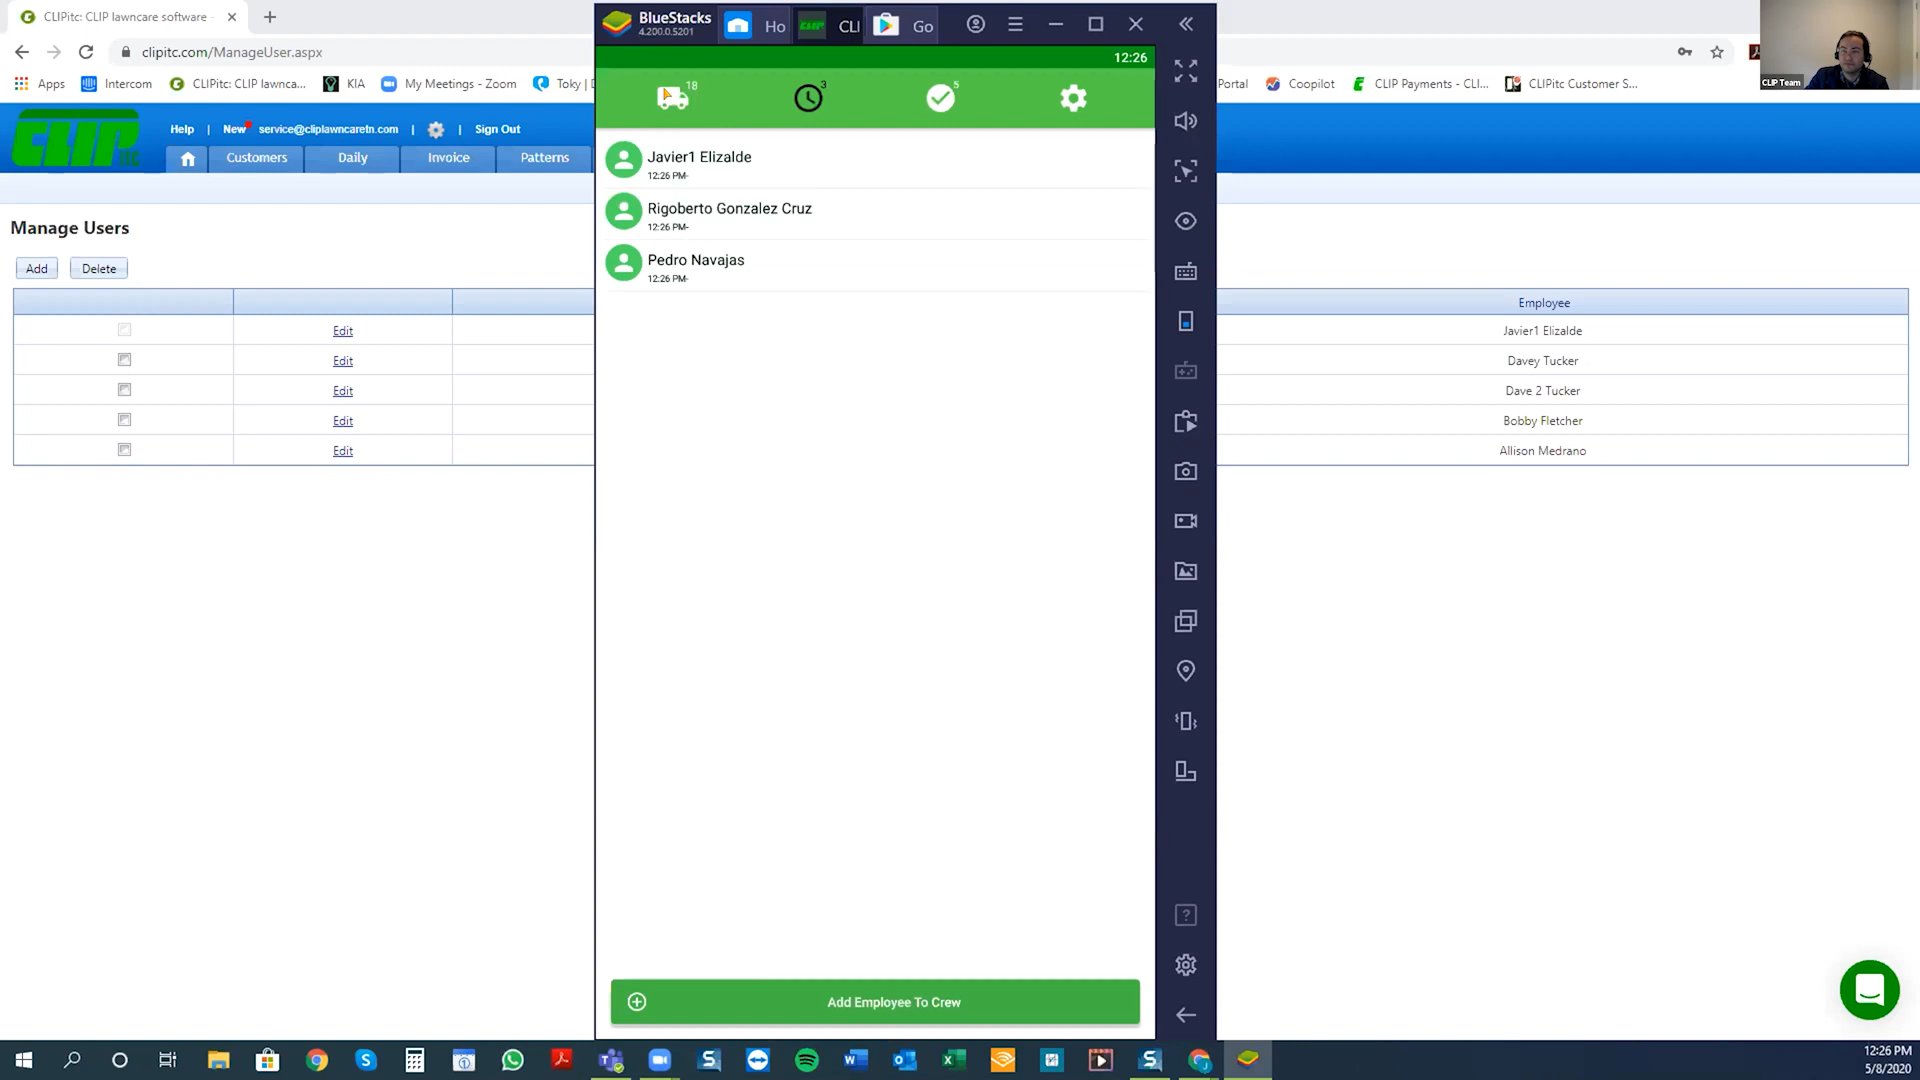 CLIPitc: CLIP lawncare software
clipitc.com/ManageUser.aspx
Apps
Intercom
CLIPitc: CLIP lawnca...
KIA
My Meetings - Zoom
Toky |
Portal
Coopilot
CLIP Payments - CLI...
CLIPitc Customer S...
CLIP Team
CLIP
ITC
Help | New service@cliplawncaretn.com | | Sign Out
Customers
Daily
Invoice
Patterns
Manage Users
Add
Delete
Employee
Edit
Javier1 Elizalde
Edit
Davey Tucker
Edit
Dave 2 Tucker
Edit
Bobby Fletcher
Edit
Allison Medrano
BlueStacks
4.200.0.5201
Ho
CLIP
CLI
Go
12:26
18
3
5
Javier1 Elizalde
12:26 PM-
Rigoberto Gonzalez Cruz
12:26 PM-
Pedro Navajas
12:26 PM-
Add Employee To Crew
12:26 PM
5/8/2020